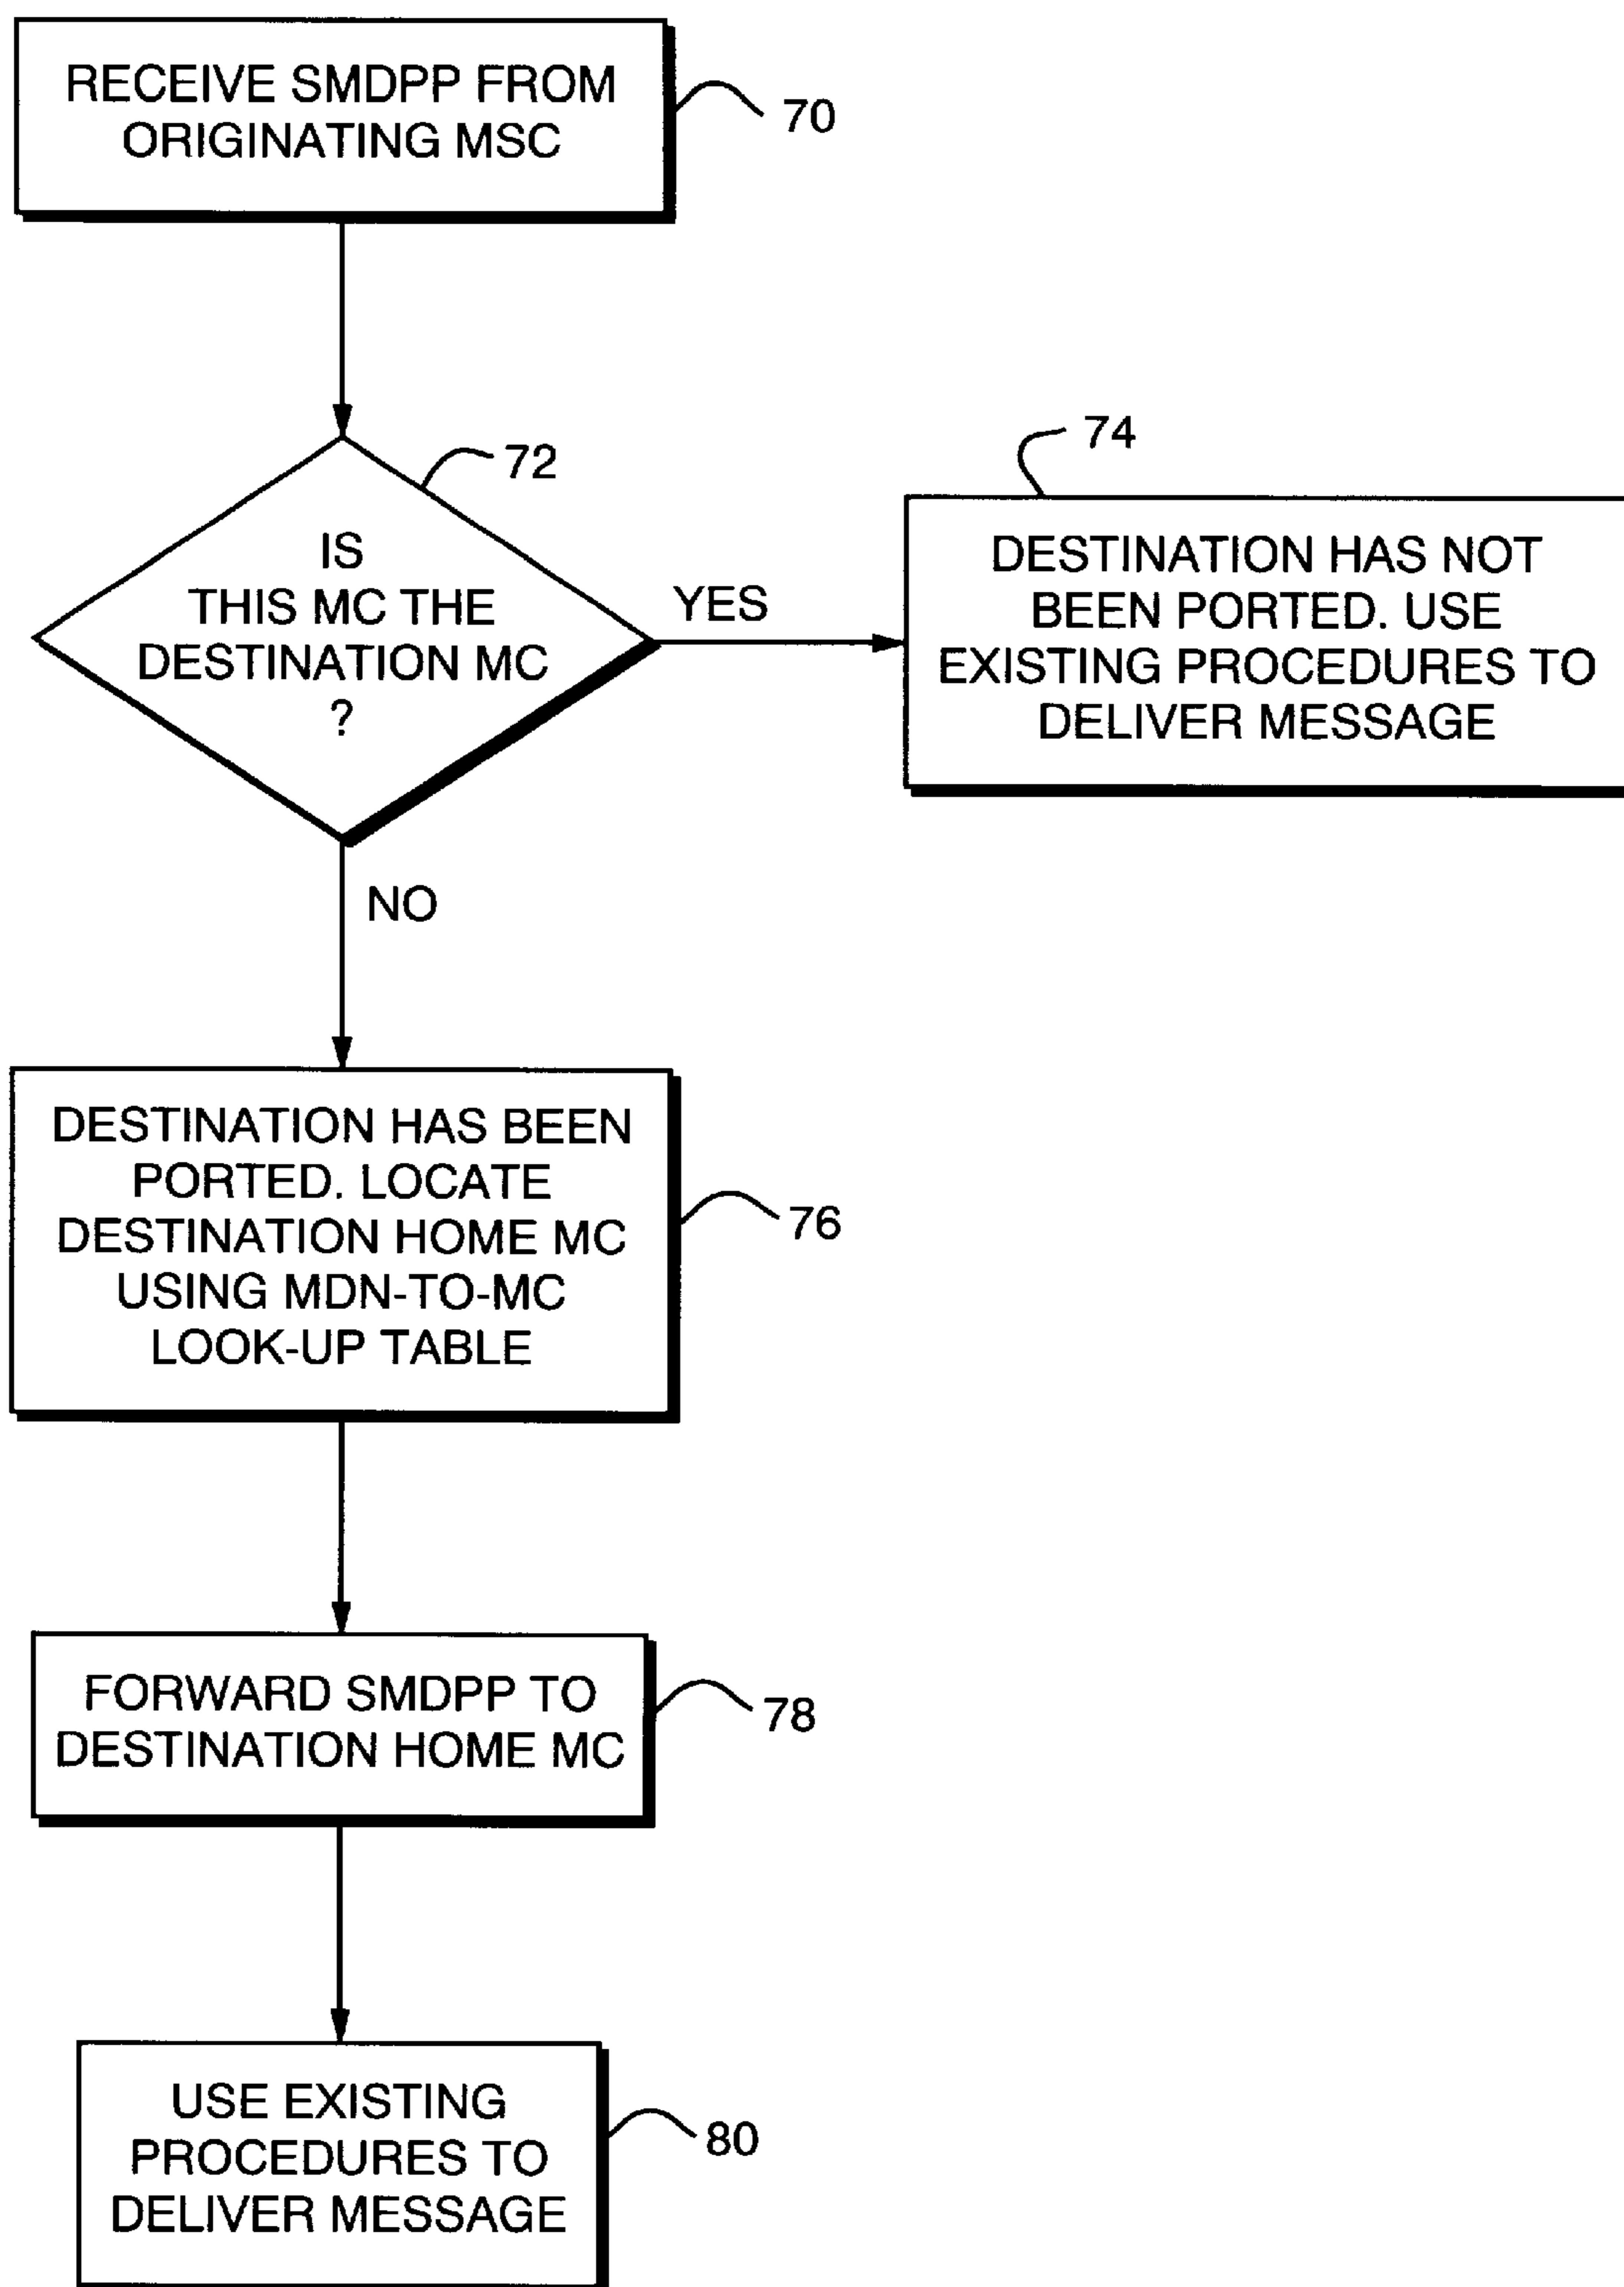 RECEIVE SMDPP FROM
ORIGINATING MSC
70
72
IS
THIS MC THE
DESTINATION MC
?
YES
74
DESTINATION HAS NOT
BEEN PORTED. USE
EXISTING PROCEDURES TO
DELIVER MESSAGE
NO
DESTINATION HAS BEEN
PORTED. LOCATE
DESTINATION HOME MC
USING MDN-TO-MC
LOOK-UP TABLE
76
FORWARD SMDPP TO
DESTINATION HOME MC
78
USE EXISTING
PROCEDURES TO
DELIVER MESSAGE
80